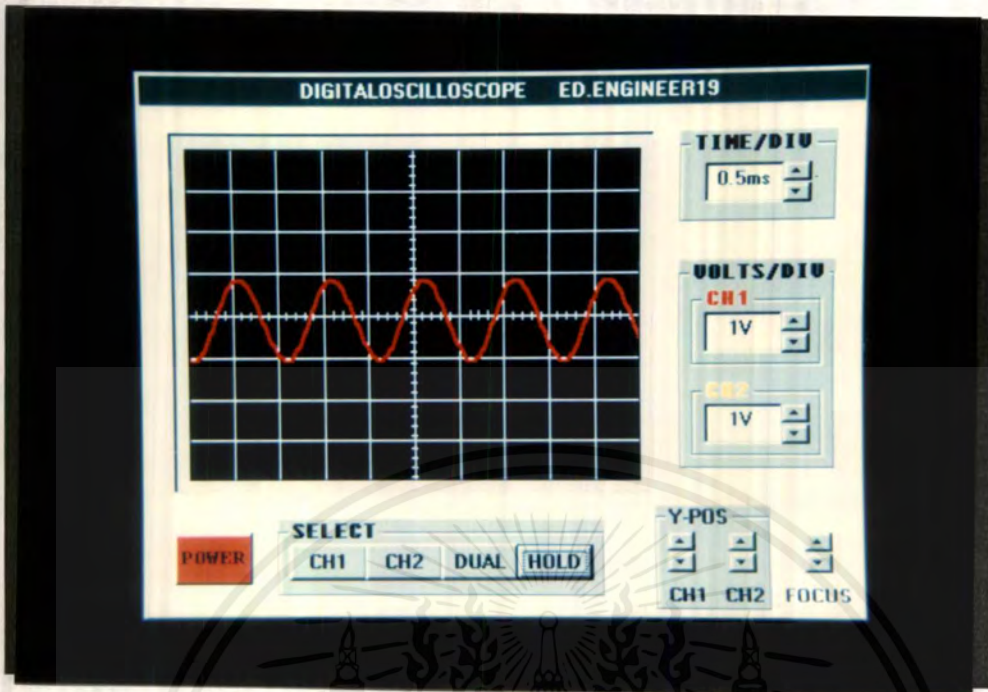 DIGITALOSCILLOSCOPE ED.ENGINEER19
TIME/DIV
0.5ms
VOLTS/DIV
CH1
1V
CH2
1V
POWER
SELECT
CH1 CH2 DUAL HOLD
Y-POS
CH1 CH2 FOCUS